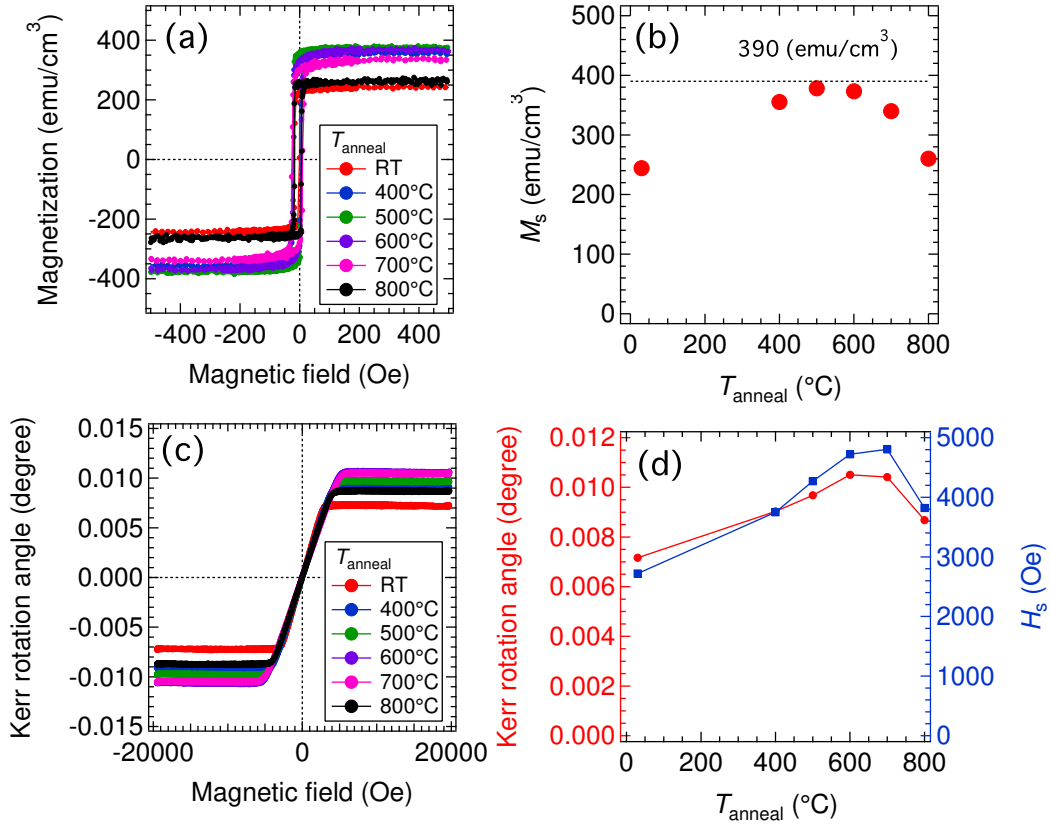 (a)
Magnetization (emu/cm³)
400
200
0
-200
-400
-400
-200
0
200
400
Magnetic field (Oe)
Tanneal
RT
400°C
500°C
600°C
700°C
800°C
(b)
390 (emu/cm³)
Ms (emu/cm³)
500
400
300
200
100
0
0
200
400
600
800
Tanneal (°C)
(c)
Kerr rotation angle (degree)
0.015
0.010
0.005
0.000
-0.005
-0.010
-0.015
-20000
0
20000
Magnetic field (Oe)
Tanneal
RT
400°C
500°C
600°C
700°C
800°C
(d)
Kerr rotation angle (degree)
0.012
0.010
0.008
0.006
0.004
0.002
0.000
0
200
400
600
800
Tanneal (°C)
5000
4000
3000
2000
1000
0
Hs (Oe)